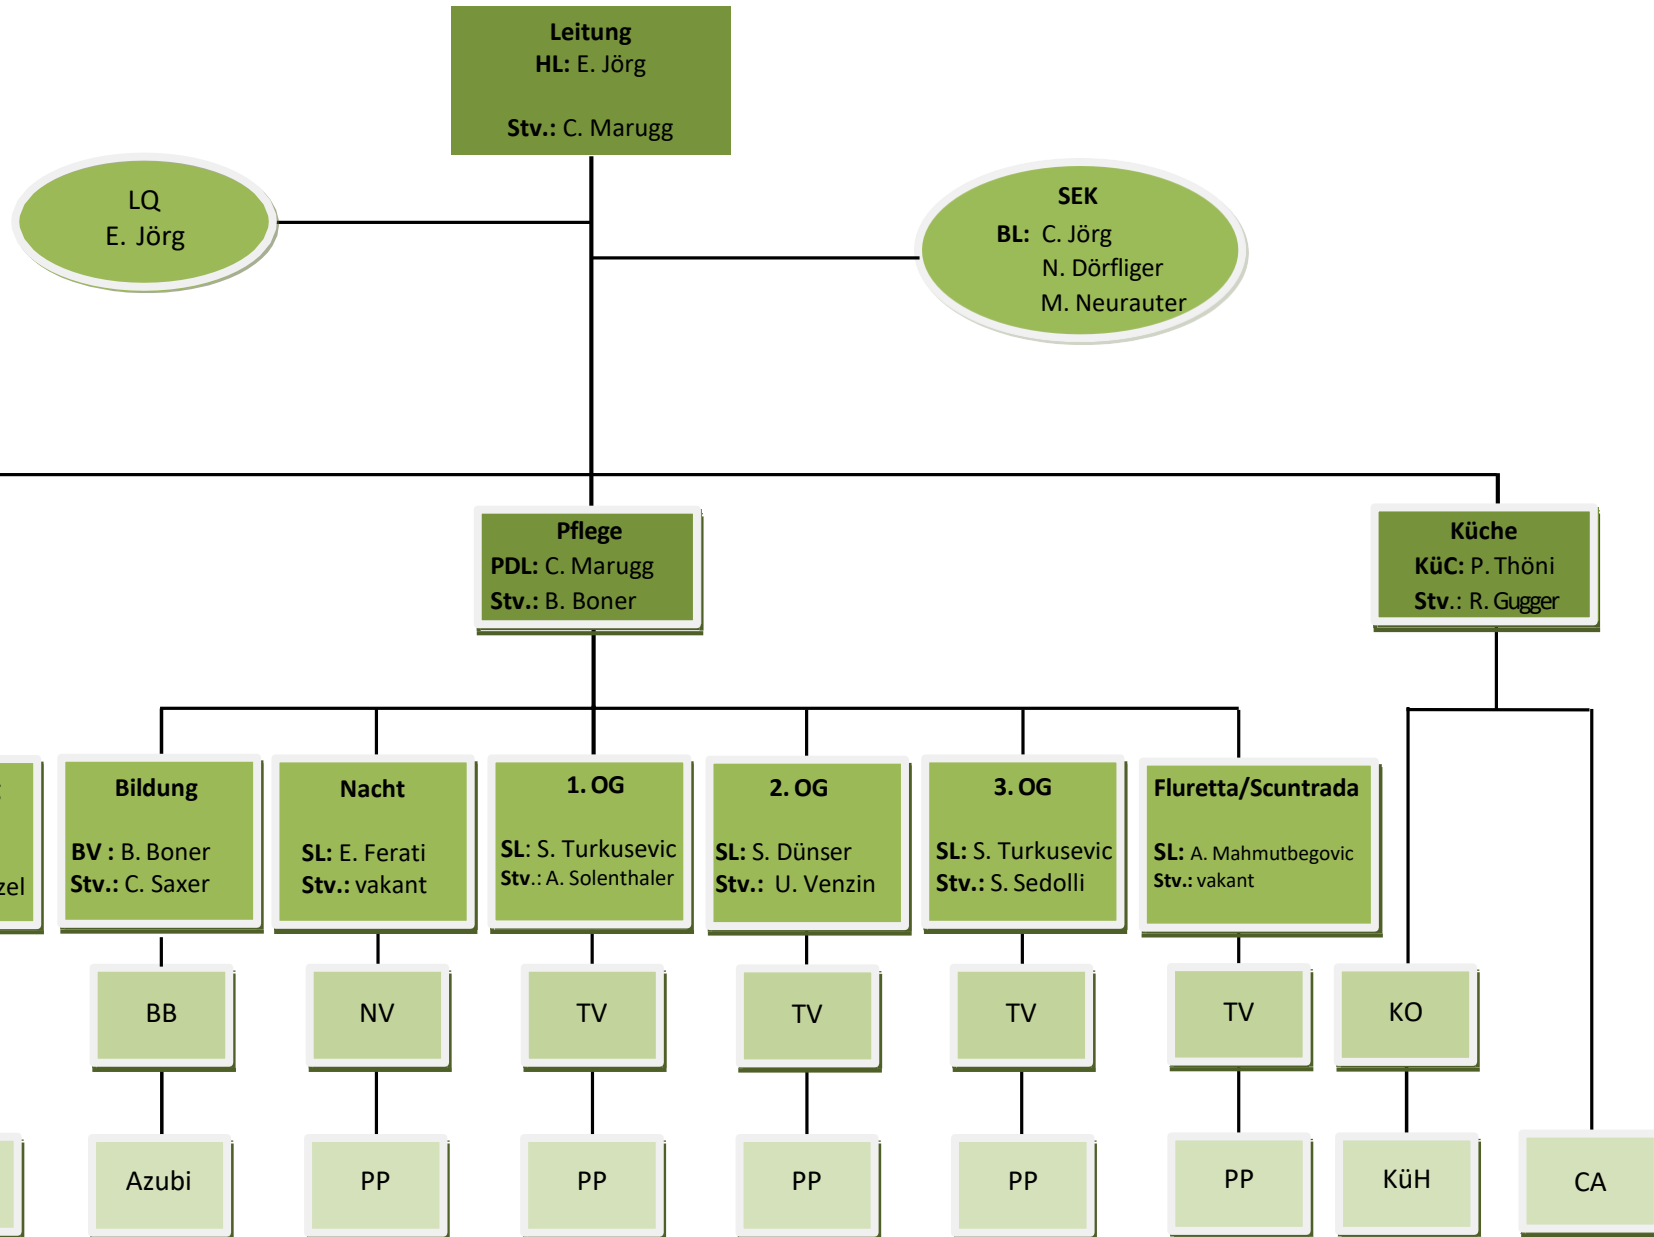 Leitung
HL: E. Jörg
Stv.: C. Marugg
LQ
E. Jörg
SEK
BL: C. Jörg
N. Dörfliger
M. Neurauter
Pflege
PDL: C. Marugg
Stv.: B. Boner
Küche
KüC: P. Thöni
Stv.: R. Gugger
Bildung
BV : B. Boner
Stv.: C. Saxer
Nacht
SL: E. Ferati
Stv.: vakant
1. OG
SL: S. Turkusevic
Stv.: A. Solenthaler
2. OG
SL: S. Dünser
Stv.: U. Venzin
3. OG
SL: S. Turkusevic
Stv.: S. Sedolli
Fluretta/Scuntrada
SL: A. Mahmutbegovic
Stv.: vakant
BB
NV
TV
TV
TV
TV
KO
Azubi
PP
PP
PP
PP
PP
KüH
CA